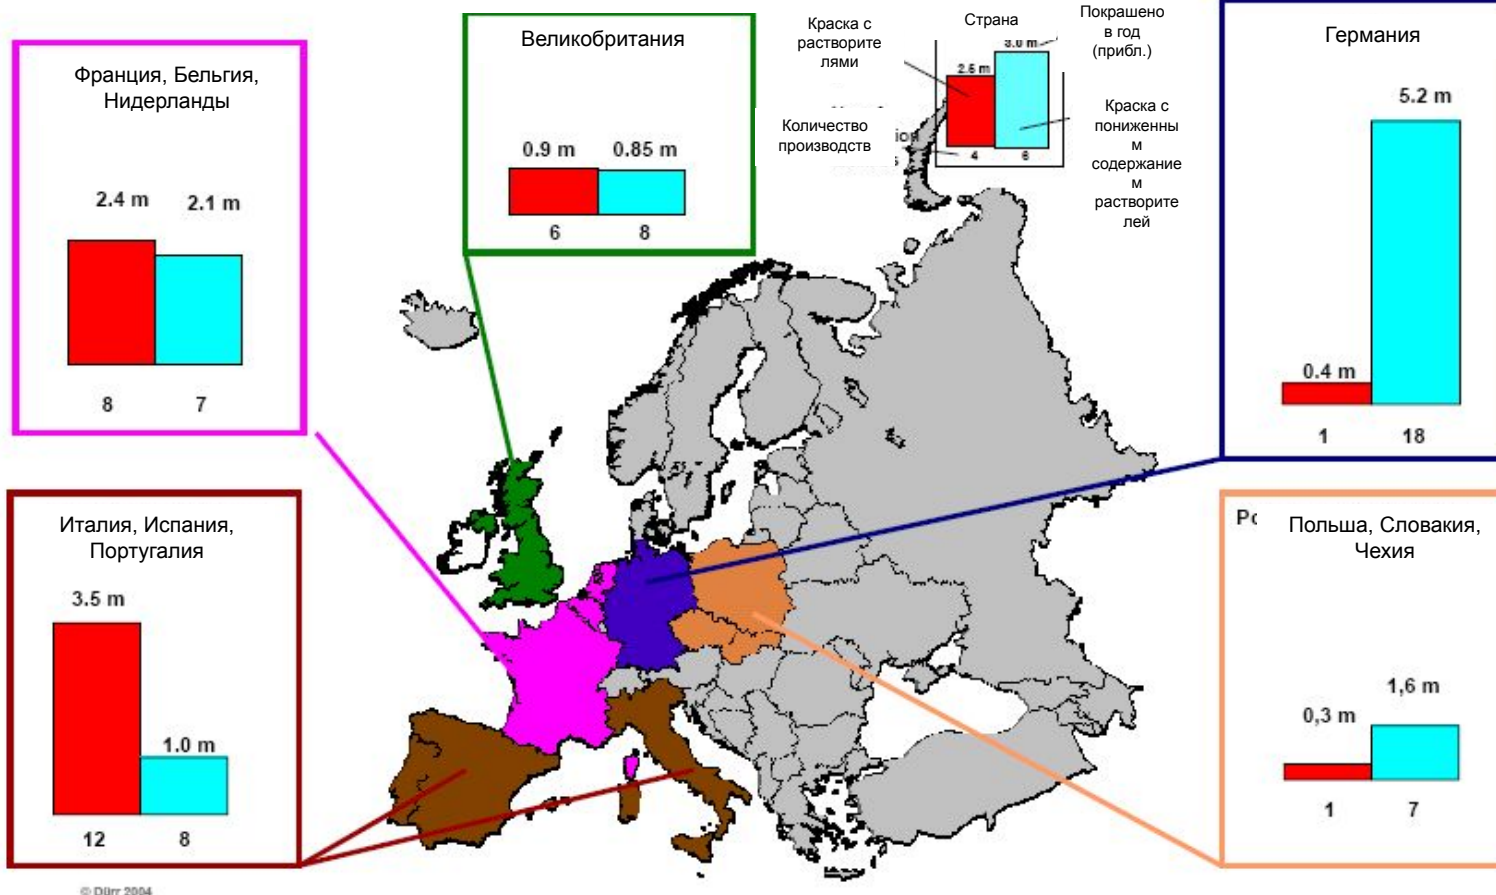 Франция, Бельгия,
Нидерланды
2.4 m 2.1 m
8 7
Великобритания
0.9 m 0.85 m
6 8
Краска с
растворите
лями
Страна
Покрашено
в год
(прибл.)
3.0 m
2.5 m
4 6
Количество
производств
Краска с
пониженны
м
содержание
м
растворите
лей
Германия
5.2 m
0.4 m
1 18
Италия, Испания,
Португалия
3.5 m
1.0 m
12 8
Польша, Словакия,
Чехия
1,6 m
0,3 m
1 7
© Dürr 2004